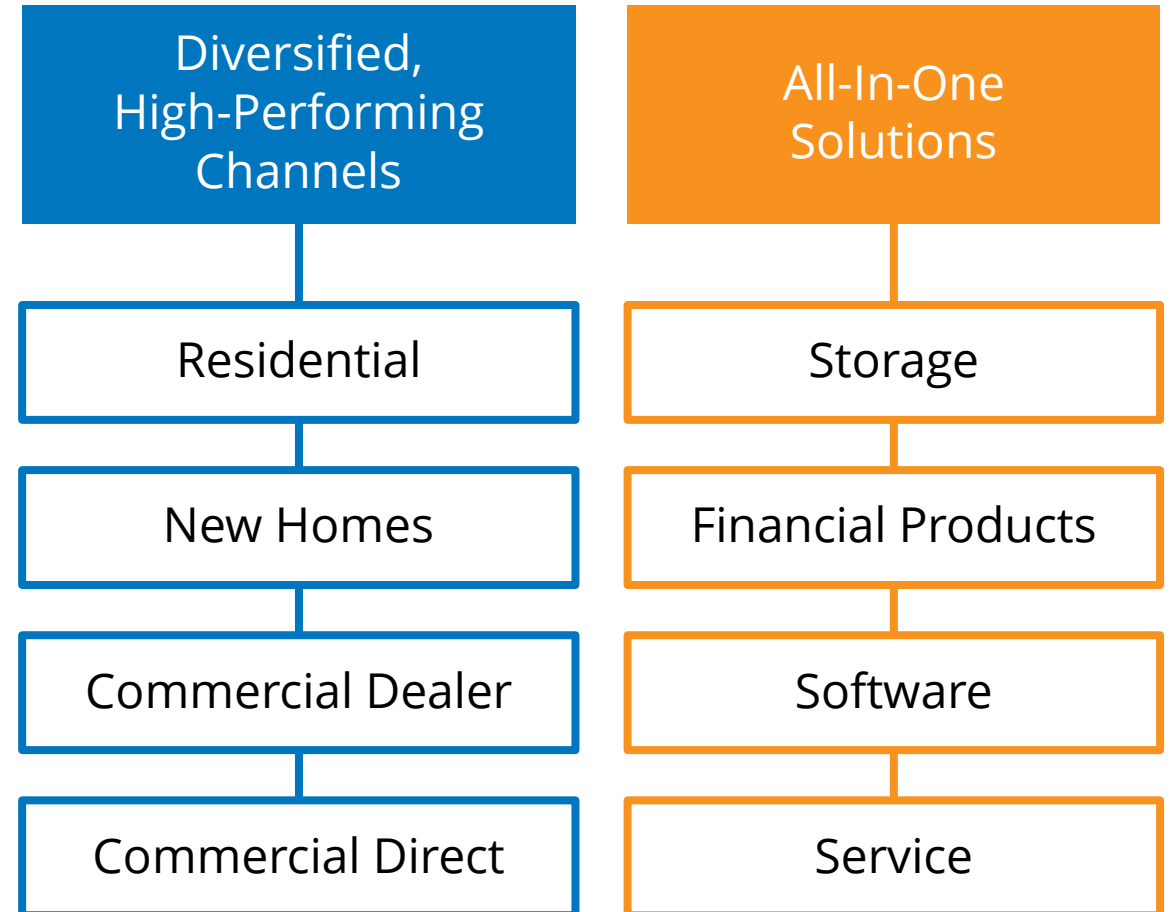 Diversified,
High-Performing
Channels
Residential
New Homes
Commercial Dealer
Commercial Direct
All-In-One
Solutions
Storage
Financial Products
Software
Service